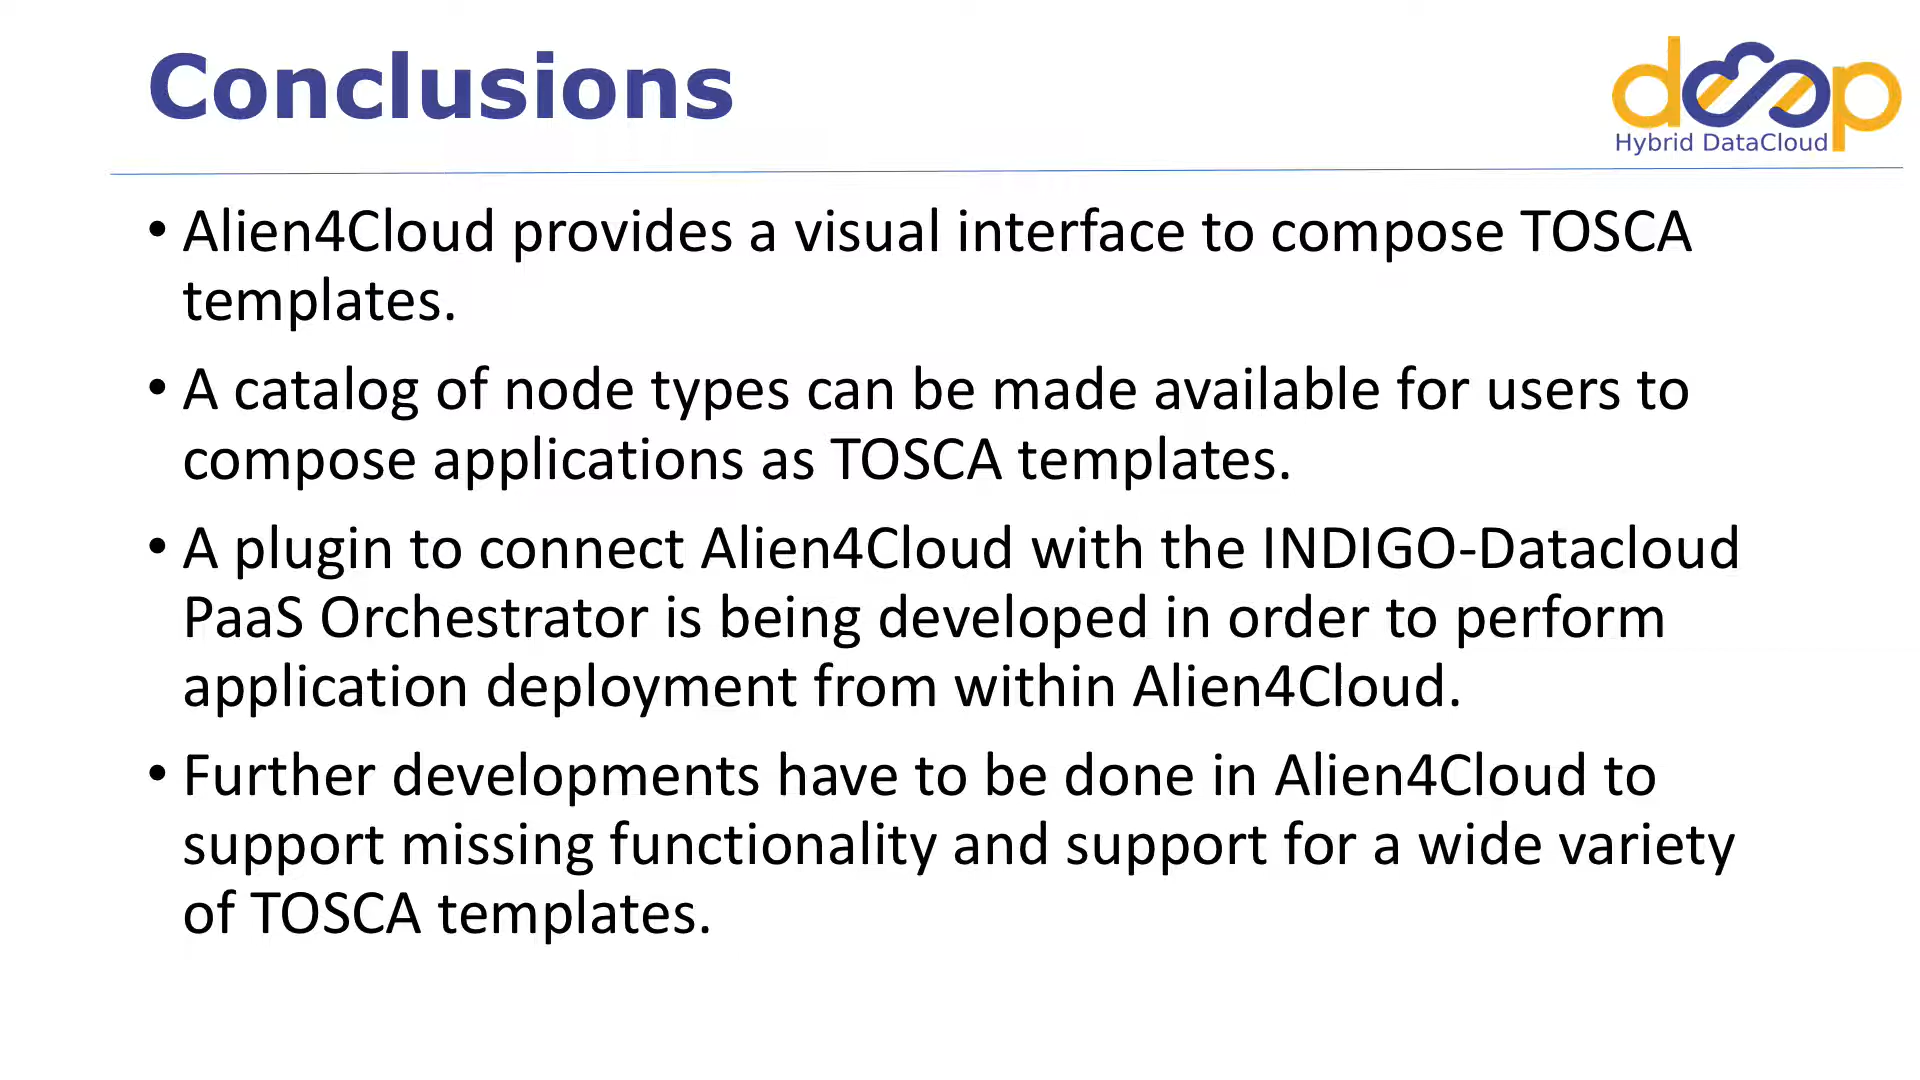 Conclusions
deep
Hybrid DataCloud
• Alien4Cloud provides a visual interface to compose TOSCA
templates.
• A catalog of node types can be made available for users to
compose applications as TOSCA templates.
• A plugin to connect Alien4Cloud with the INDIGO-Datacloud
PaaS Orchestrator is being developed in order to perform
application deployment from within Alien4Cloud.
• Further developments have to be done in Alien4Cloud to
support missing functionality and support for a wide variety
of TOSCA templates.